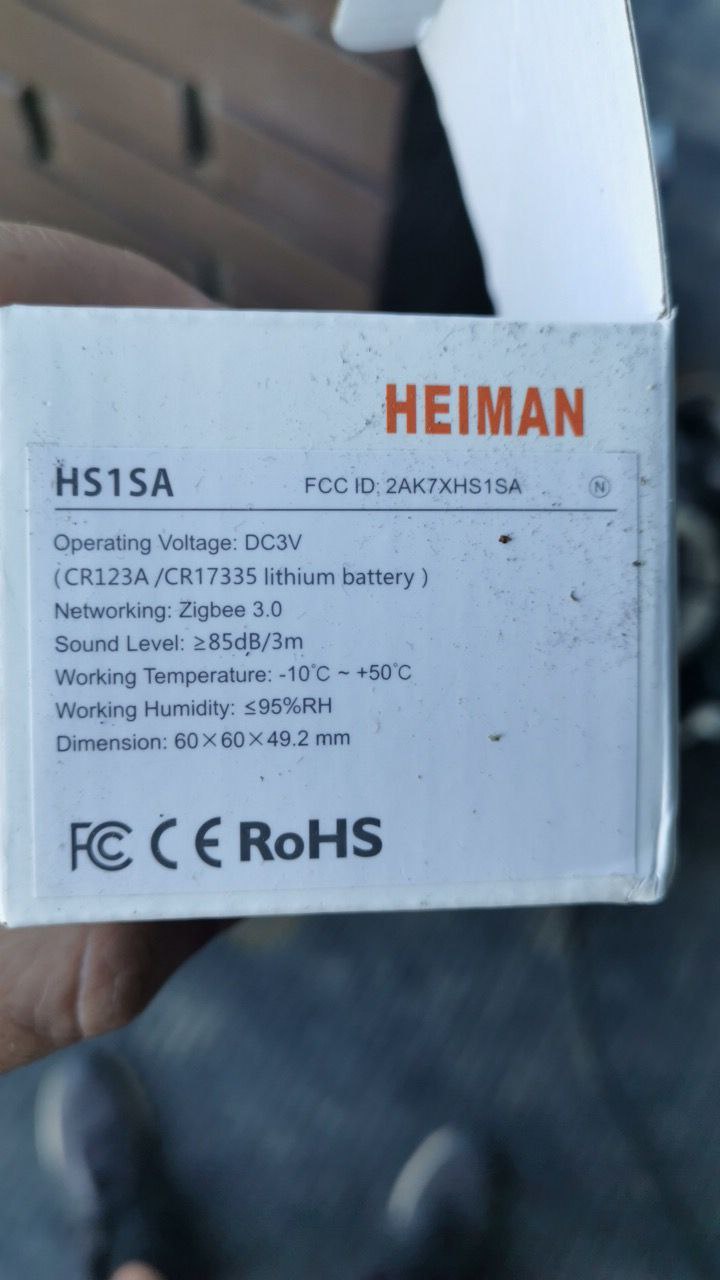 HEIMAN
HS1SA FCC ID: 2AK7XHS1SA N
Operating Voltage: DC3V
(CR123A /CR17335 lithium battery )
Networking: Zigbee 3.0
Sound Level: ≥85dB/3m
Working Temperature: -10℃ ~ +50℃
Working Humidity: ≤95%RH
Dimension: 60×60×49.2 mm
FC CE RoHS